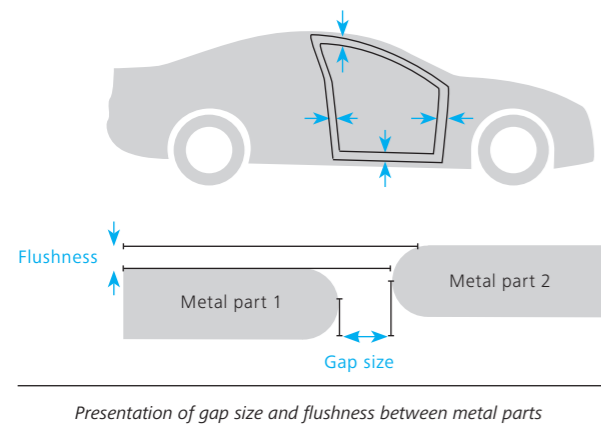 Flushness
Metal part 1
Metal part 2
Gap size
Presentation of gap size and flushness between metal parts